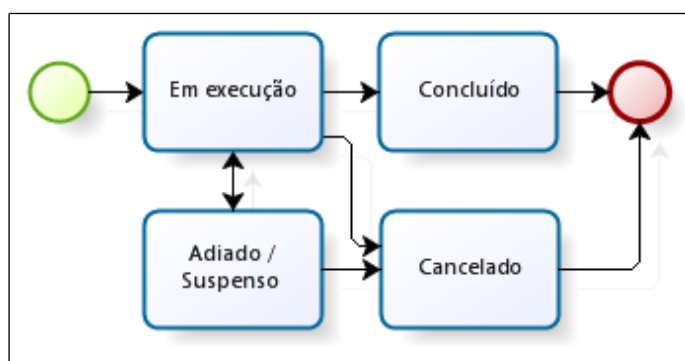 Em execução
Concluído
Adiado /
Suspenso
Cancelado